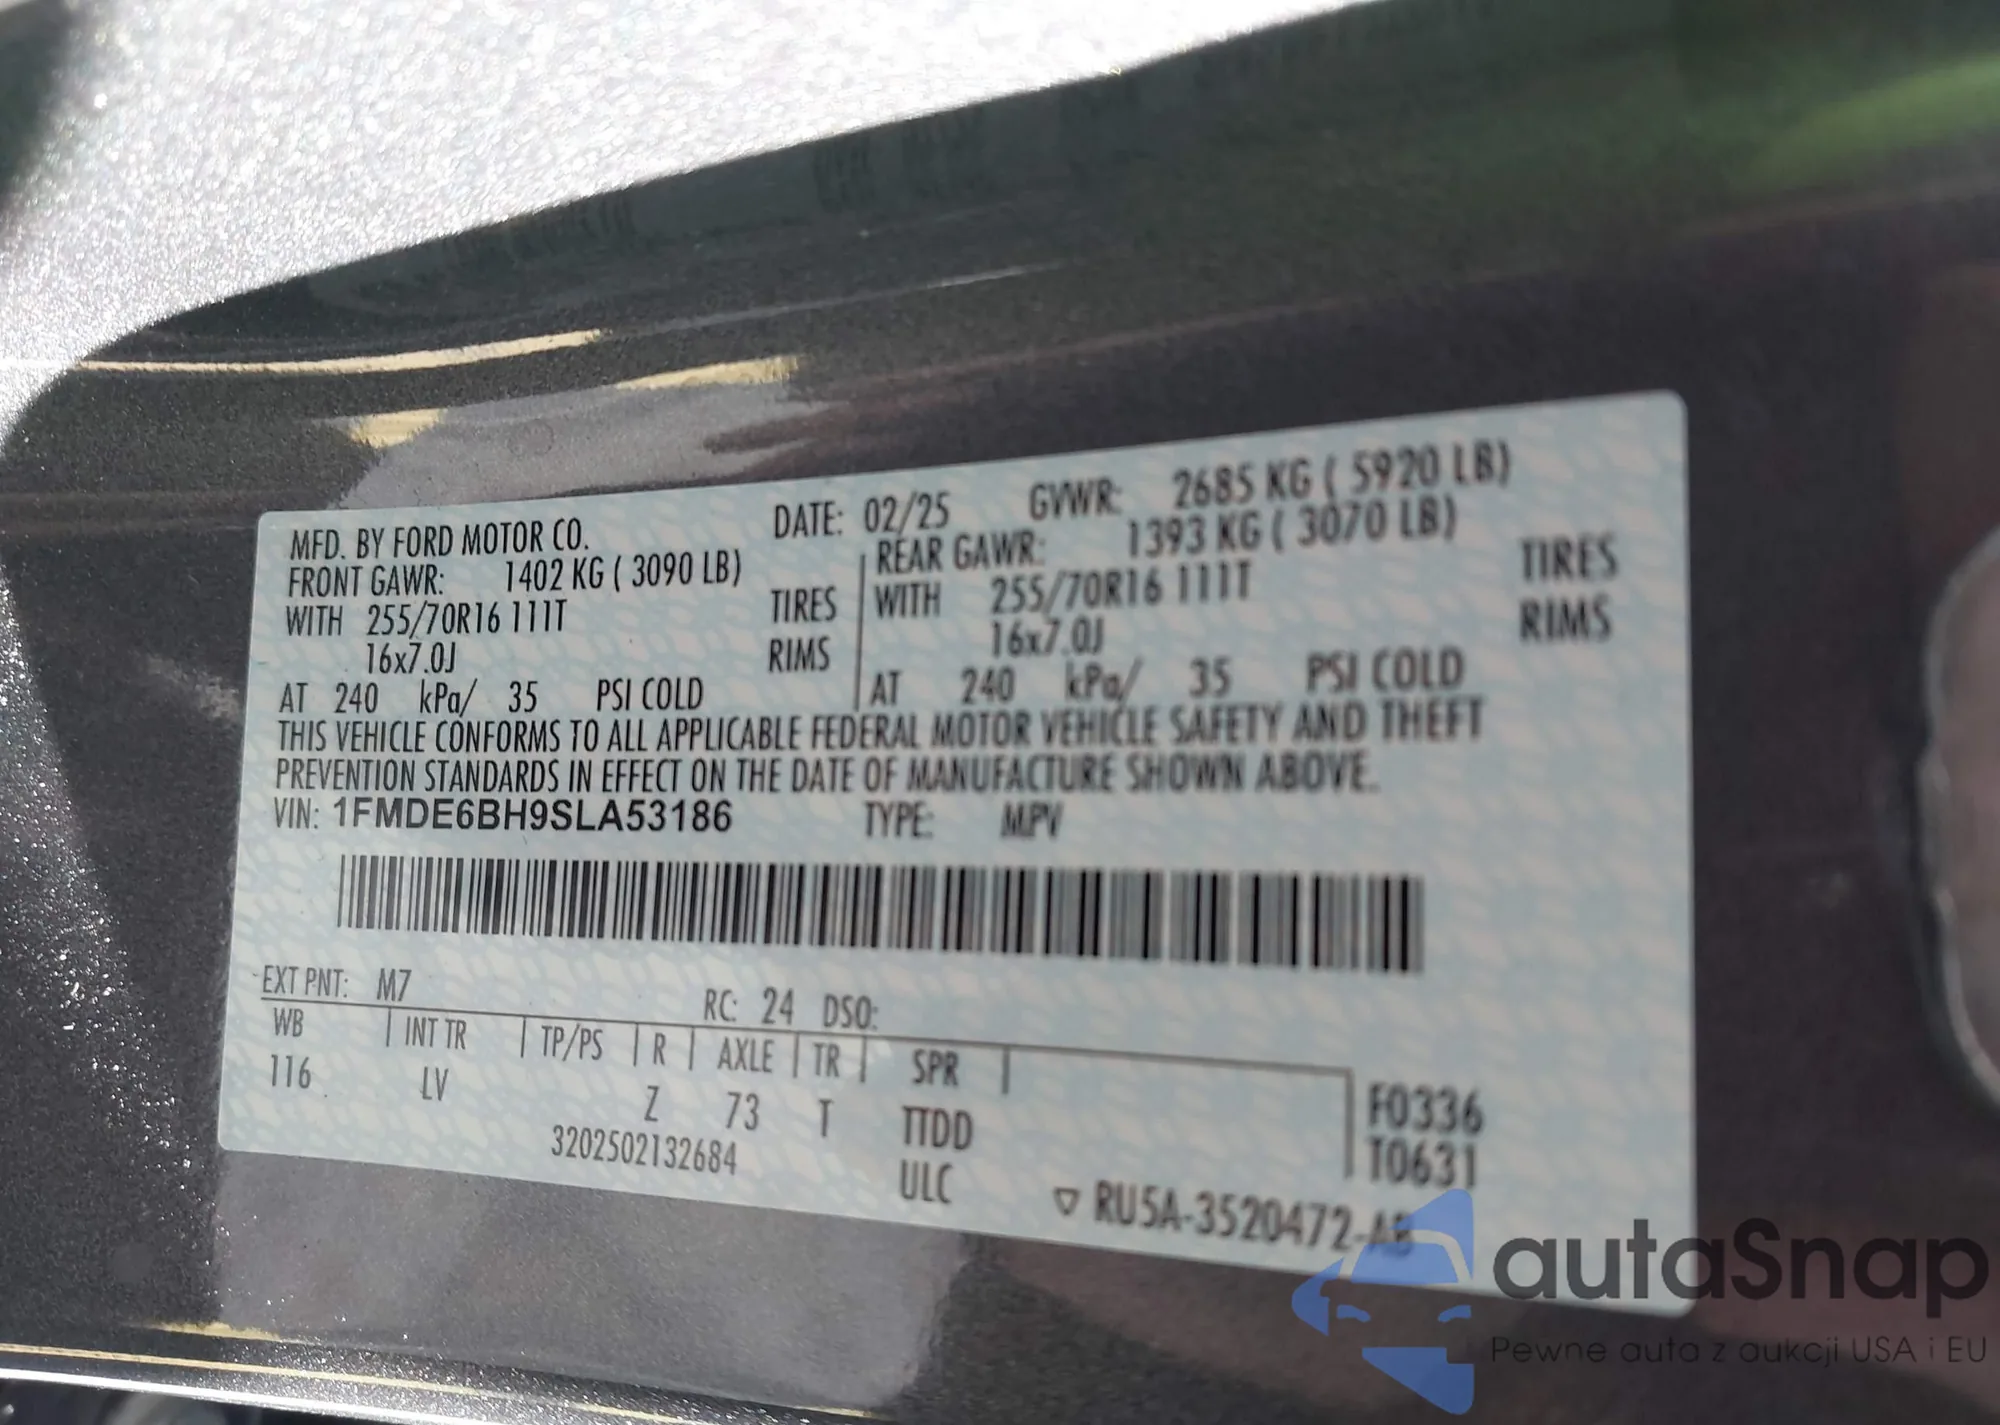 MFD. BY FORD MOTOR CO. DATE: 02/25 GVWR: 2685 KG ( 5920 LB)
FRONT GAWR: 1402 KG ( 3090 LB) REAR GAWR: 1393 KG ( 3070 LB)
WITH 255/70R16 111T TIRES WITH 255/70R16 111T TIRES
16x7.0J RIMS 16x7.0J RIMS
AT 240 kPa/ 35 PSI COLD AT 240 kPa/ 35 PSI COLD
THIS VEHICLE CONFORMS TO ALL APPLICABLE FEDERAL MOTOR VEHICLE SAFETY AND THEFT
PREVENTION STANDARDS IN EFFECT ON THE DATE OF MANUFACTURE SHOWN ABOVE.
VIN: 1FMDE6BH9SLA53186 TYPE: MPV
EXT PNT: M7 RC: 24 DSO:
WB INT TR TP/PS R AXLE TR SPR
116 LV Z 73 T TTDD F0336
3202502132684 ULC T0631
RU5A-3520472-AB
autaSnap
Pewne auta z aukcji USA i EU